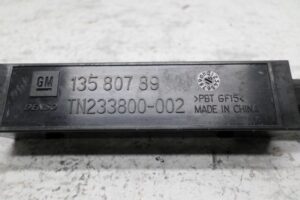 GM
135 807 89
DENSO
TN233800-002
>PBT GF15<
MADE IN CHINA